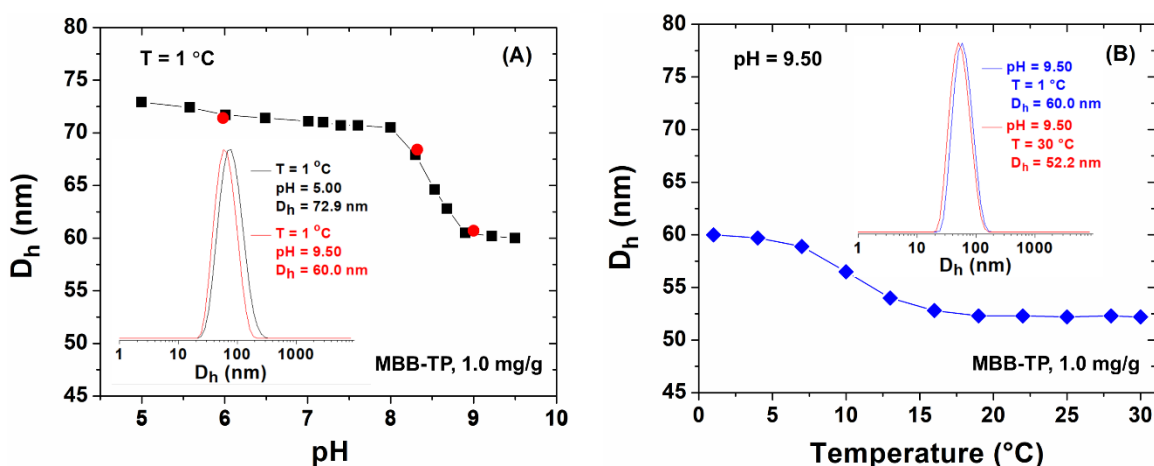 T = 1 °C
(A)
80
75
70
65
60
55
50
45
D_h (nm)
T = 1 °C
pH = 5.00
D_h = 72.9 nm
T = 1 °C
pH = 9.50
D_h = 60.0 nm
1 10 100 1000
D_h (nm)
MBB-TP, 1.0 mg/g
5 6 7 8 9 10
pH
pH = 9.50
(B)
80
75
70
65
60
55
50
45
D_h (nm)
pH = 9.50
T = 1 °C
D_h = 60.0 nm
pH = 9.50
T = 30 °C
D_h = 52.2 nm
1 10 100 1000
D_h (nm)
MBB-TP, 1.0 mg/g
0 5 10 15 20 25 30
Temperature (°C)